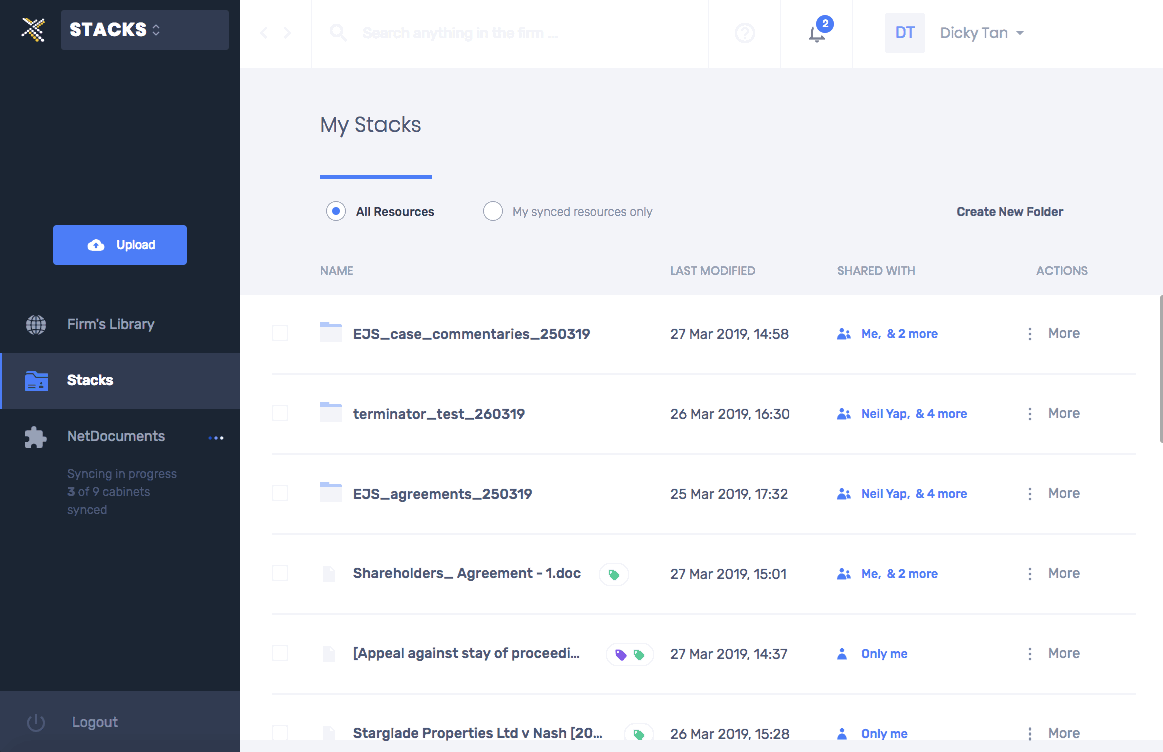 STACKS
Search anything in the firm ...
2
DT
Dicky Tan
My Stacks
All Resources
My synced resources only
Create New Folder
Upload
Firm's Library
Stacks
NetDocuments
Syncing in progress
3 of 9 cabinets
synced
Logout
NAME LAST MODIFIED SHARED WITH ACTIONS
EJS_case_commentaries_250319 27 Mar 2019, 14:58 Me, & 2 more More
terminator_test_260319 26 Mar 2019, 16:30 Neil Yap, & 4 more More
EJS_agreements_250319 25 Mar 2019, 17:32 Neil Yap, & 4 more More
Shareholders_ Agreement - 1.doc 27 Mar 2019, 15:01 Me, & 2 more More
[Appeal against stay of proceedi... 27 Mar 2019, 14:37 Only me More
Starglade Properties Ltd v Nash [20... 26 Mar 2019, 15:28 Only me More